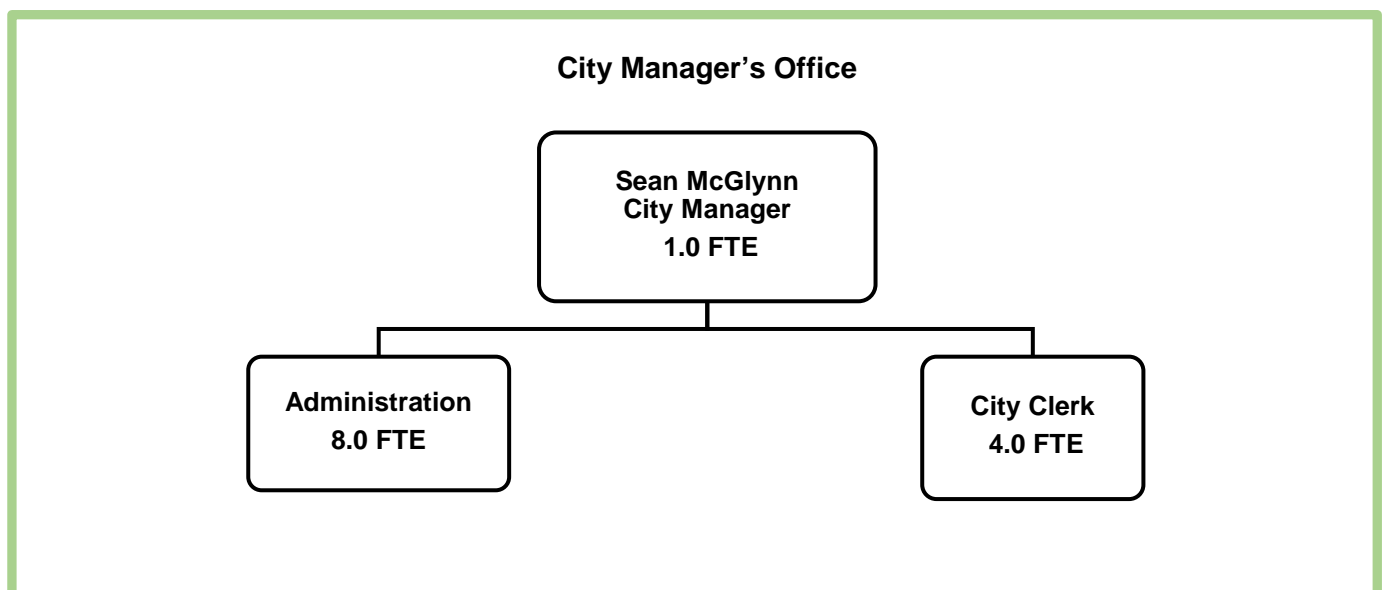 City Manager’s Office
Sean McGlynn
City Manager
1.0 FTE
Administration
8.0 FTE
City Clerk
4.0 FTE